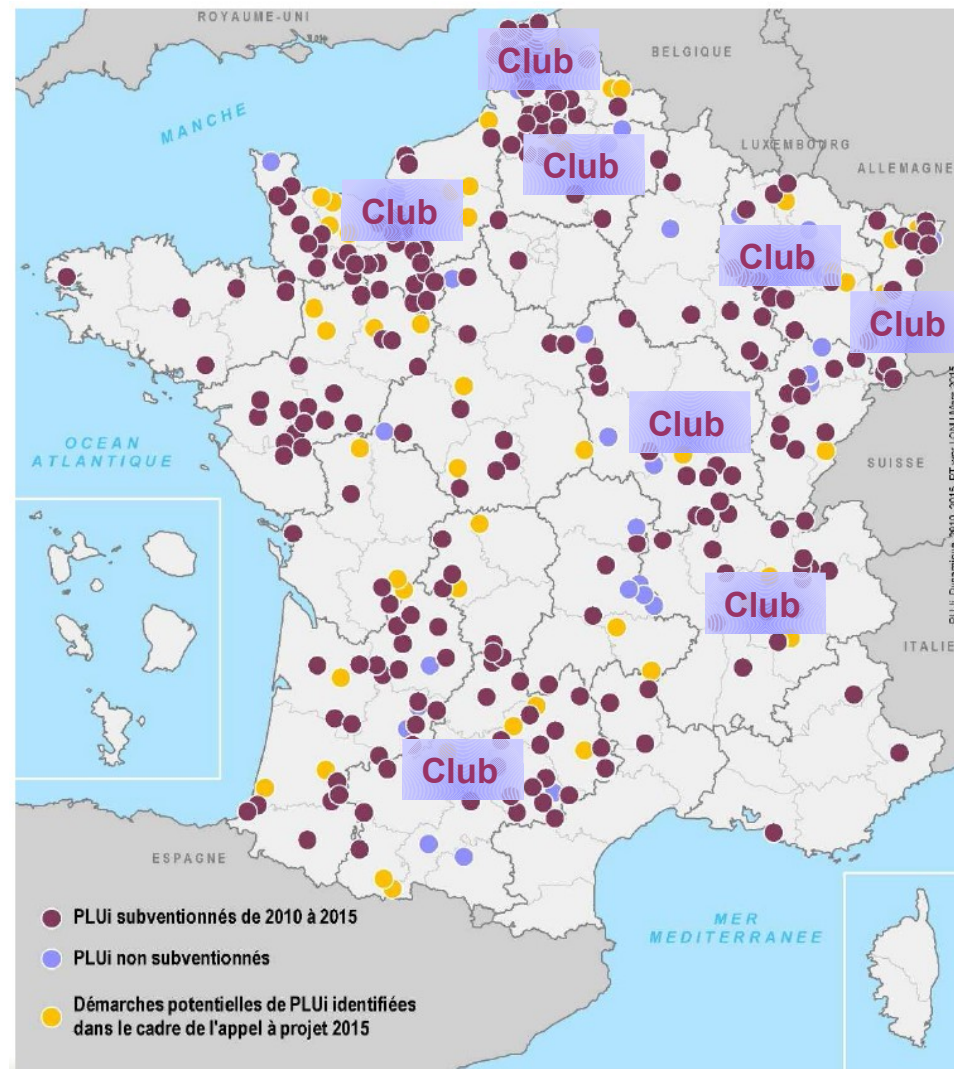 ROYAUME-UNI
BELGIQUE
MANCHE
LUXEMBOURG
ALLEMAGNE
Club
Club
Club
Club
Club
Club
Club
Club
OCEAN
ATLANTIQUE
SUISSE
ITALIE
ESPAGNE
MER
MEDITERRANEE
PLUi subventionnés de 2010 à 2015
PLUi non subventionnés
Démarches potentielles de PLUi identifiées
dans le cadre de l'appel à projet 2015